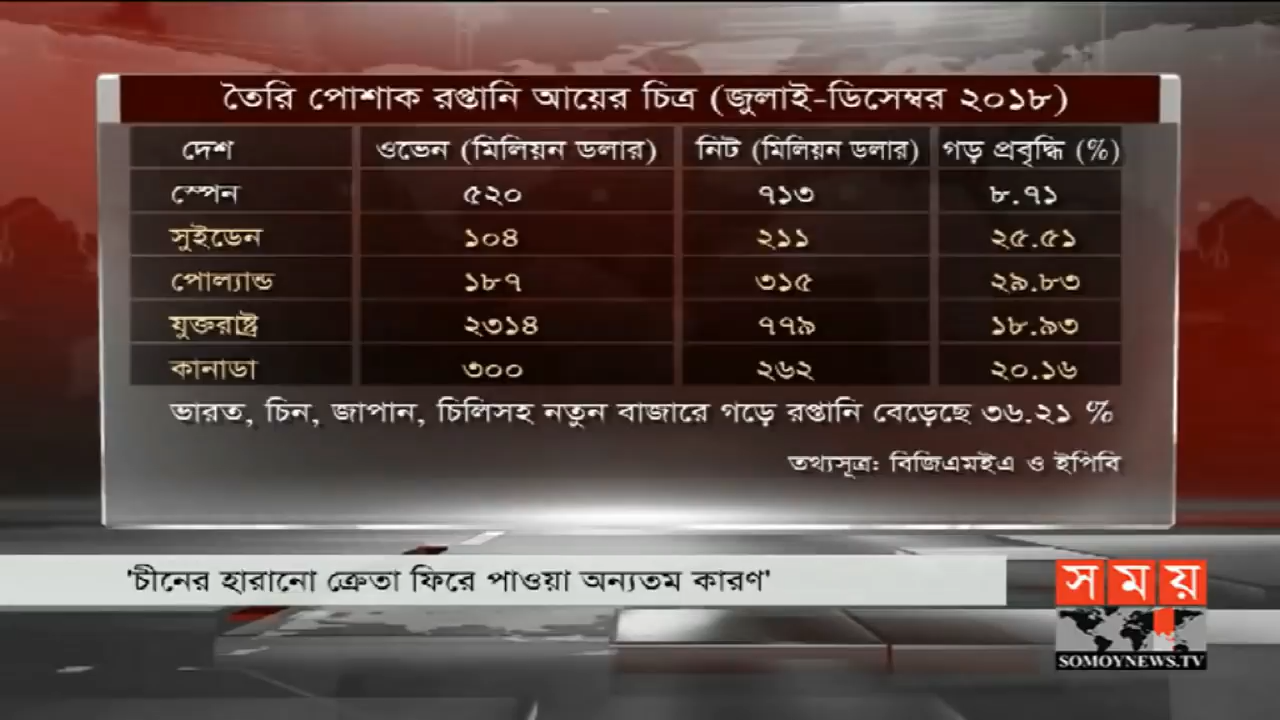 তৈরি পোশাক রপ্তানি আয়ের চিত্র (জুলাই-ডিসেম্বর ২০১৮)
দেশ ওভেন (মিলিয়ন ডলার) নিট (মিলিয়ন ডলার) গড় প্রবৃদ্ধি (%)
স্পেন ৫২০ ৭১৩ ৮.৭১
সুইডেন ১০৪ ২১১ ২৫.৫১
পোল্যান্ড ১৮৭ ৩১৫ ২৯.৮৩
যুক্তরাষ্ট্র ২৩১৪ ৭৭৯ ১৮.৯৩
কানাডা ৩০০ ২৬২ ২০.১৬
ভারত, চিন, জাপান, চিলিসহ নতুন বাজারে গড়ে রপ্তানি বেড়েছে ৩৬.২১ %
তথ্যসূত্র: বিজিএমইএ ও ইপিবি
'চীনের হারানো ক্রেতা ফিরে পাওয়া অন্যতম কারণ'
সময়
SOMOYNEWS.TV